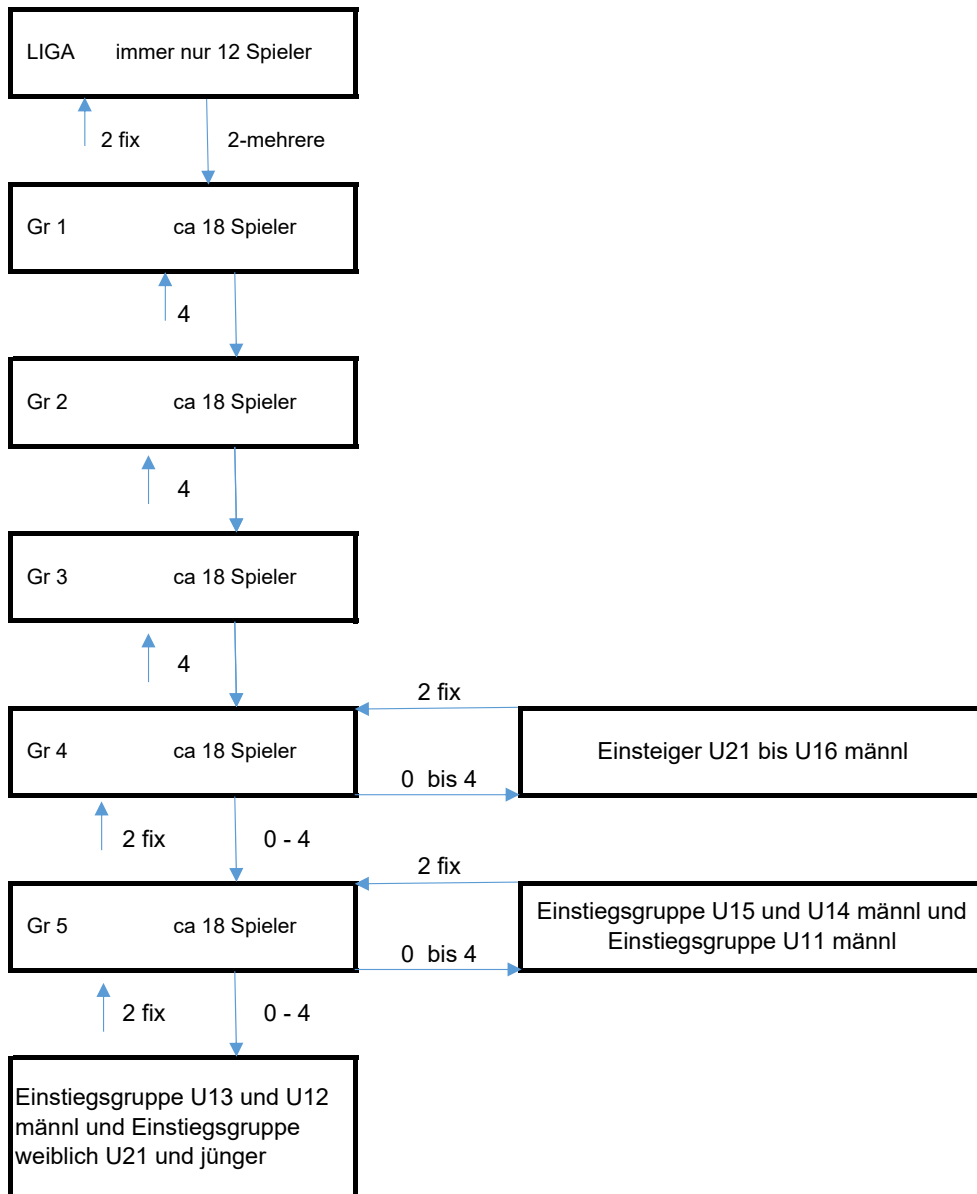 LIGA immer nur 12 Spieler
2 fix 2-mehrere
Gr 1 ca 18 Spieler
4
Gr 2 ca 18 Spieler
4
Gr 3 ca 18 Spieler
4
2 fix
Gr 4 ca 18 Spieler
Einsteiger U21 bis U16 männl
0 bis 4
2 fix 0 - 4
2 fix
Gr 5 ca 18 Spieler
Einstiegsgruppe U15 und U14 männl und
Einstiegsgruppe U11 männl
0 bis 4
2 fix 0 - 4
Einstiegsgruppe U13 und U12
männl und Einstiegsgruppe
weiblich U21 und jünger